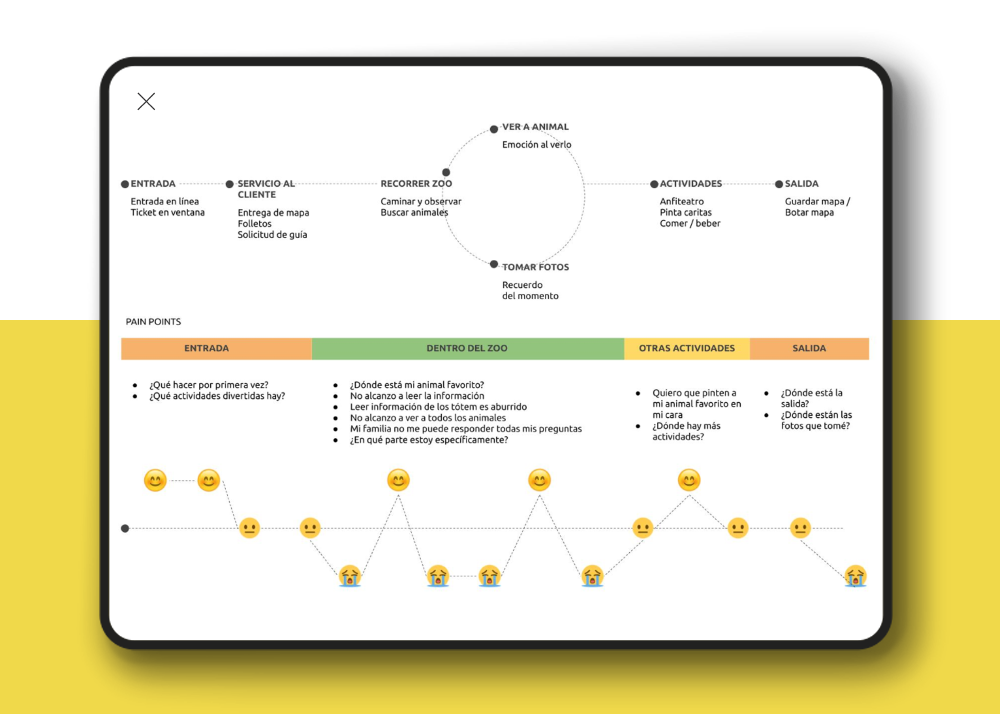 VER A ANIMAL
Emoción al verlo
ENTRADA
Entrada en línea
Ticket en ventana
SERVICIO AL
CLIENTE
Entrega de mapa
Folletos
Solicitud de guía
RECORRER ZOO
Caminar y observar
Buscar animales
ACTIVIDADES
Anfiteatro
Pinta caritas
Comer / beber
SALIDA
Guardar mapa /
Botar mapa
TOMAR FOTOS
Recuerdo
del momento
PAIN POINTS
ENTRADA
DENTRO DEL ZOO
OTRAS ACTIVIDADES
SALIDA
● ¿Qué hacer por primera vez?
● ¿Qué actividades divertidas hay?
● ¿Dónde está mi animal favorito?
● No alcanzo a leer la información
● Leer información de los tótem es aburrido
● No alcanzo a ver a todos los animales
● Mi familia no me puede responder todas mis preguntas
● ¿En qué parte estoy específicamente?
● Quiero que pinten a
mi animal favorito en
mi cara
● ¿Dónde hay más
actividades?
● ¿Dónde está la
salida?
● ¿Dónde están las
fotos que tomé?